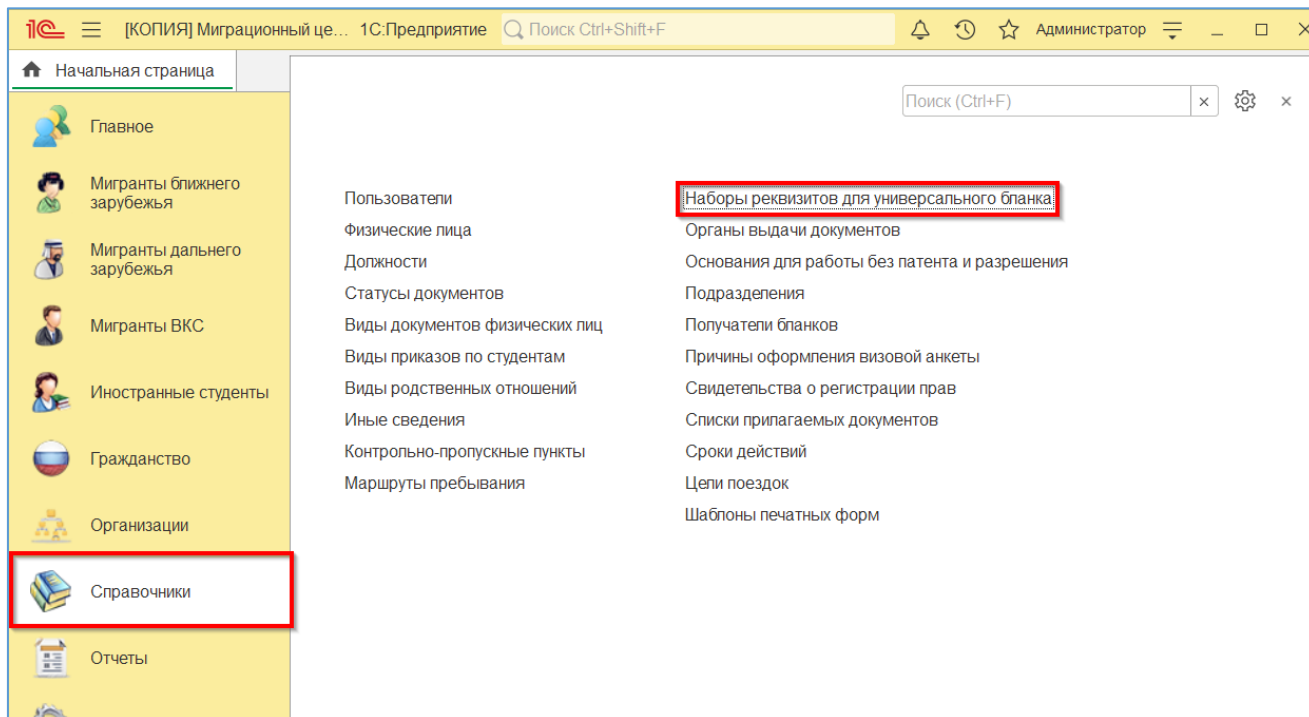 1С [КОПИЯ] Миграционный це... 1С:Предприятие Поиск Ctrl+Shift+F Администратор
Начальная страница
Поиск (Ctrl+F)
Главное
Мигранты ближнего
зарубежья
Мигранты дальнего
зарубежья
Мигранты ВКС
Иностранные студенты
Гражданство
Организации
Справочники
Отчеты
Пользователи
Физические лица
Должности
Статусы документов
Виды документов физических лиц
Виды приказов по студентам
Виды родственных отношений
Иные сведения
Контрольно-пропускные пункты
Маршруты пребывания
Наборы реквизитов для универсального бланка
Органы выдачи документов
Основания для работы без патента и разрешения
Подразделения
Получатели бланков
Причины оформления визовой анкеты
Свидетельства о регистрации прав
Списки прилагаемых документов
Сроки действий
Цели поездок
Шаблоны печатных форм